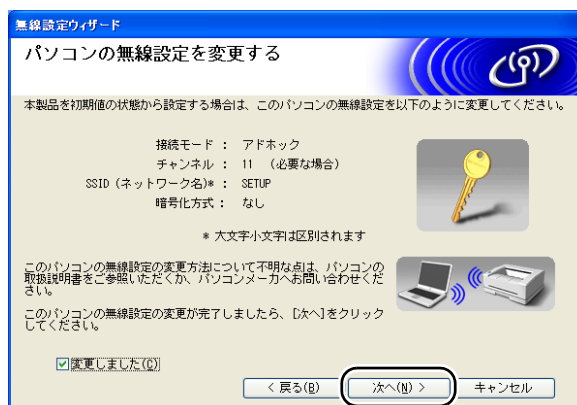 無線設定ウィザード
パソコンの無線設定を変更する
本製品を初期値の状態から設定する場合は、このパソコンの無線設定を以下のように変更してください。
接続モード : アドホック
チャンネル : 11 (必要な場合)
SSID (ネットワーク名)* : SETUP
暗号化方式 : なし
* 大文字小文字は区別されます
このパソコンの無線設定の変更方法について不明な点は、パソコンの
取扱説明書をご参照いただくか、パソコンメーカへお問い合わせくだ
さい。
このパソコンの無線設定の変更が完了しましたら、[次へ]をクリック
してください。
変更しました(C)
< 戻る(B) 次へ(N) > キャンセル